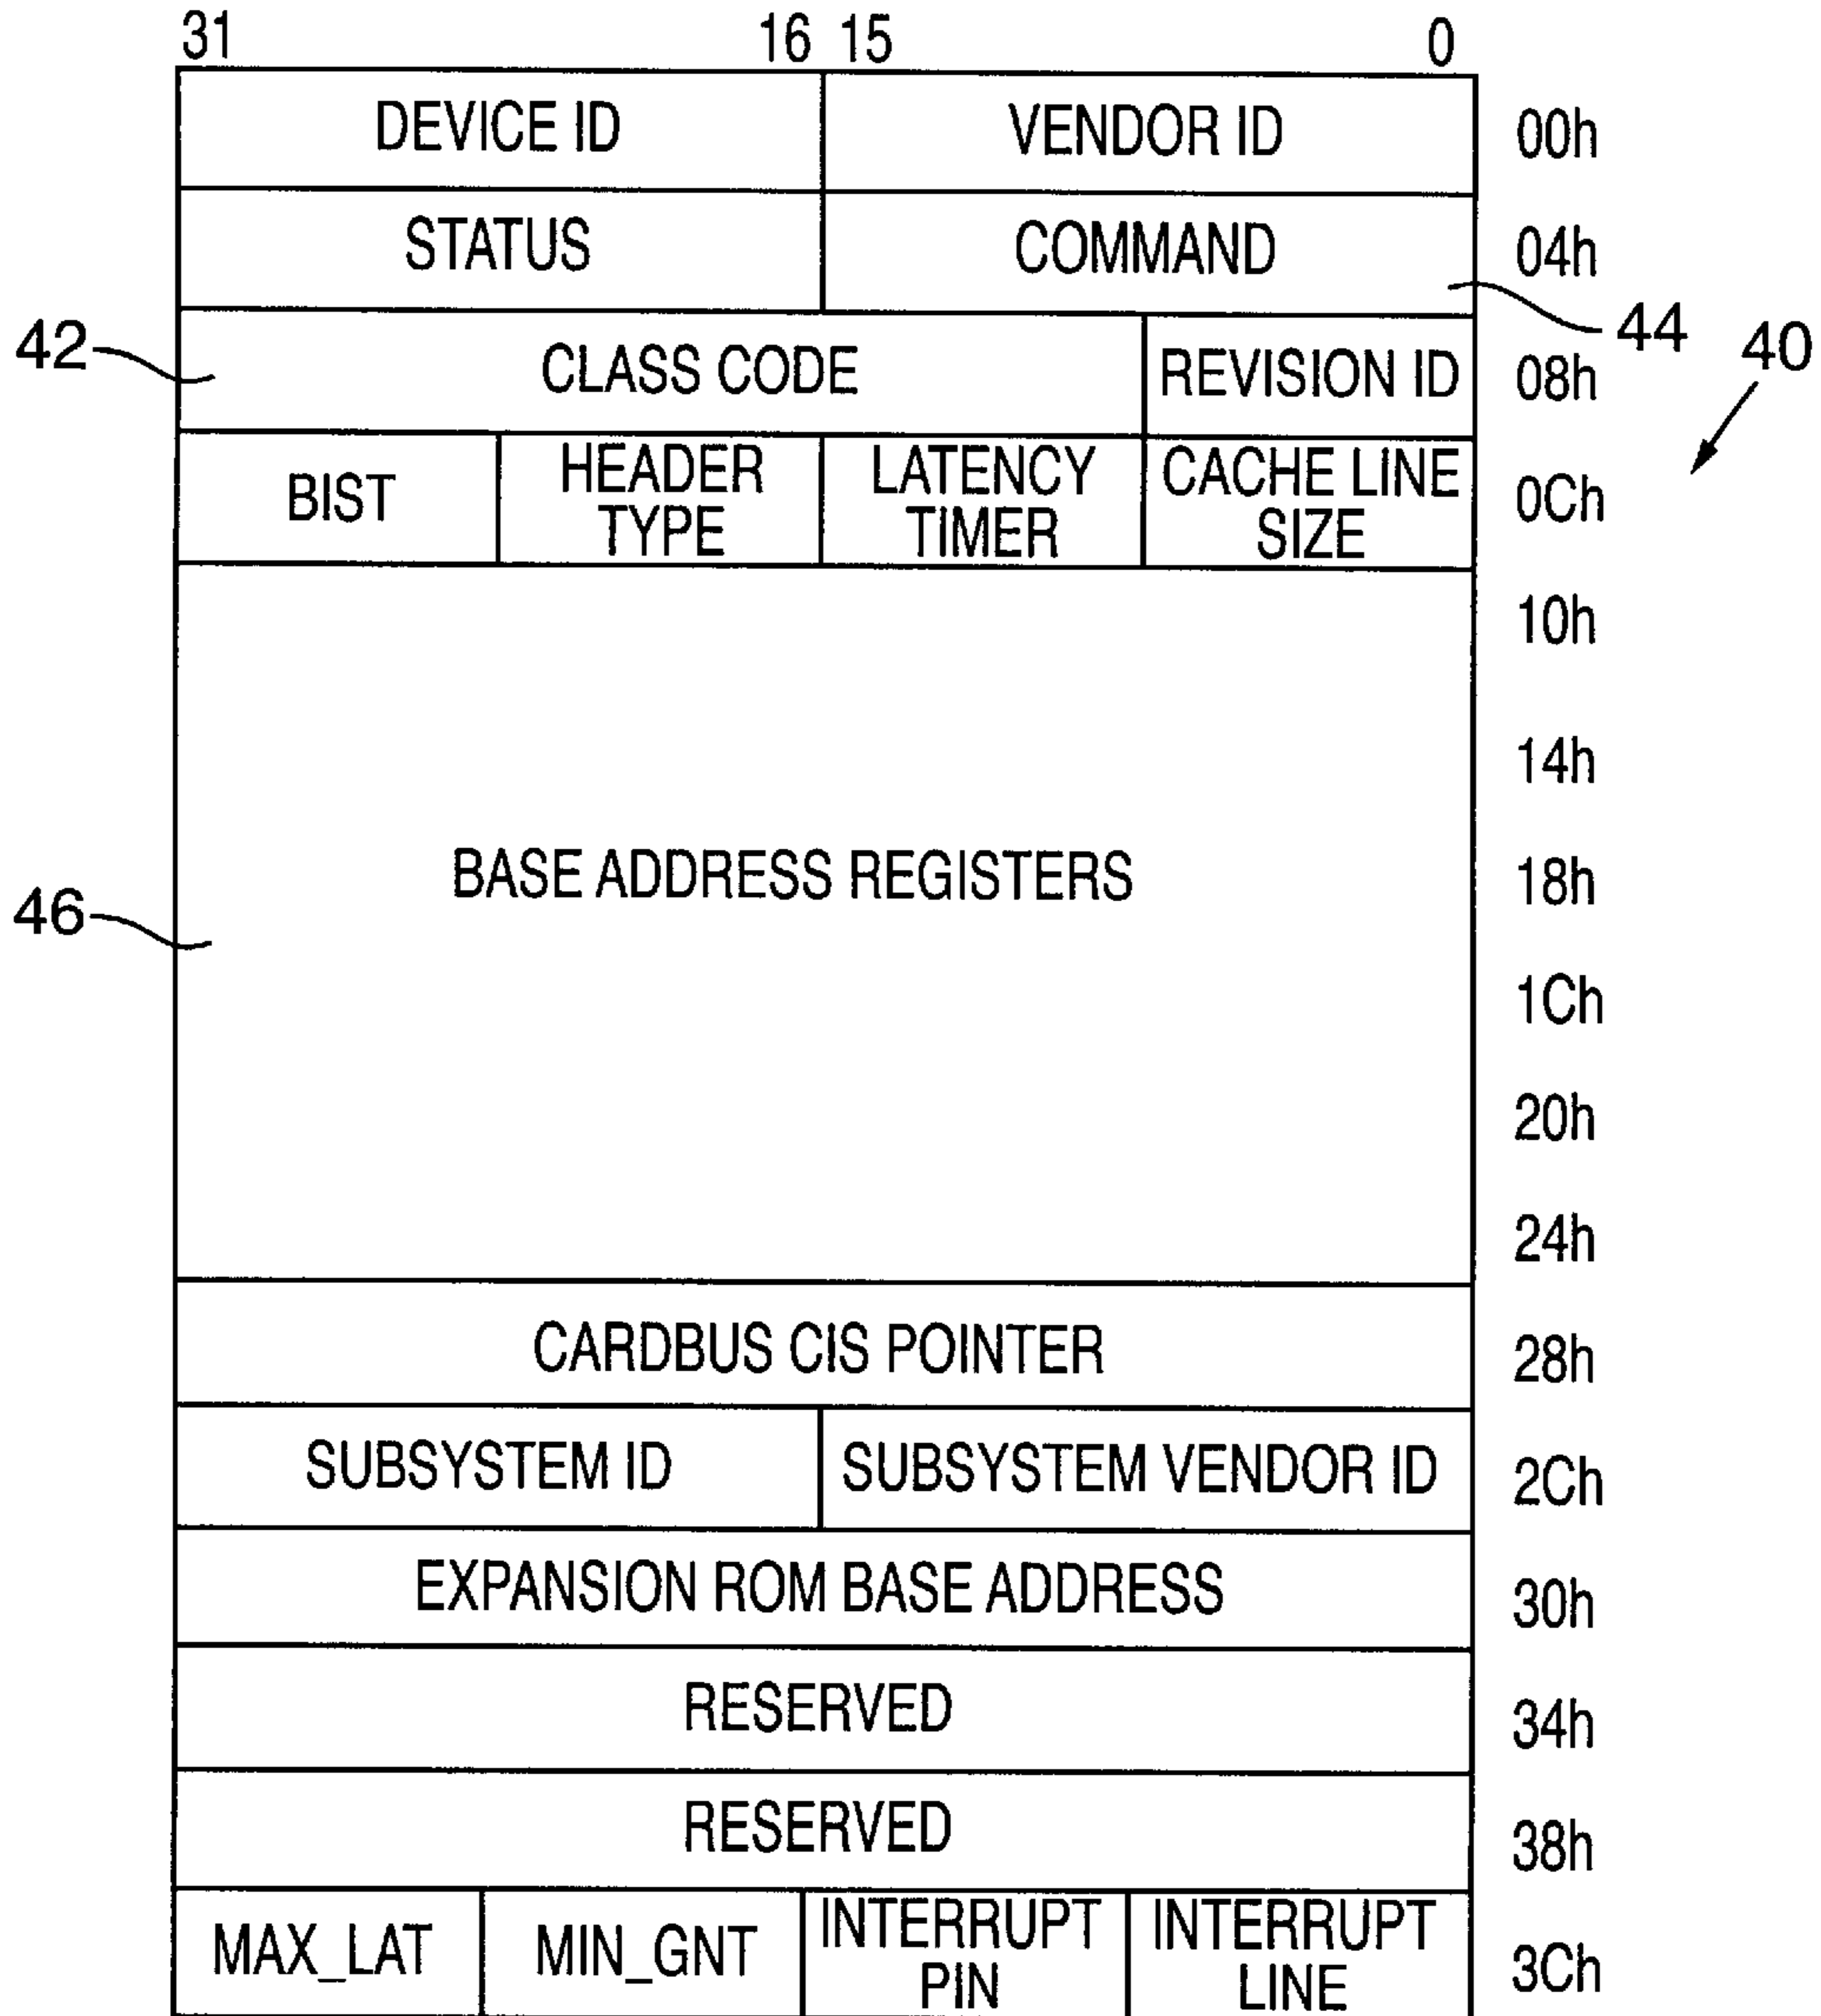 31 16 15 0
DEVICE ID VENDOR ID 00h
STATUS COMMAND 04h
44
40
42 CLASS CODE REVISION ID 08h
BIST HEADER TYPE LATENCY TIMER CACHE LINE SIZE 0Ch
10h
14h
BASE ADDRESS REGISTERS 18h
46
1Ch
20h
24h
CARDBUS CIS POINTER 28h
SUBSYSTEM ID SUBSYSTEM VENDOR ID 2Ch
EXPANSION ROM BASE ADDRESS 30h
RESERVED 34h
RESERVED 38h
MAX_LAT MIN_GNT INTERRUPT PIN INTERRUPT LINE 3Ch